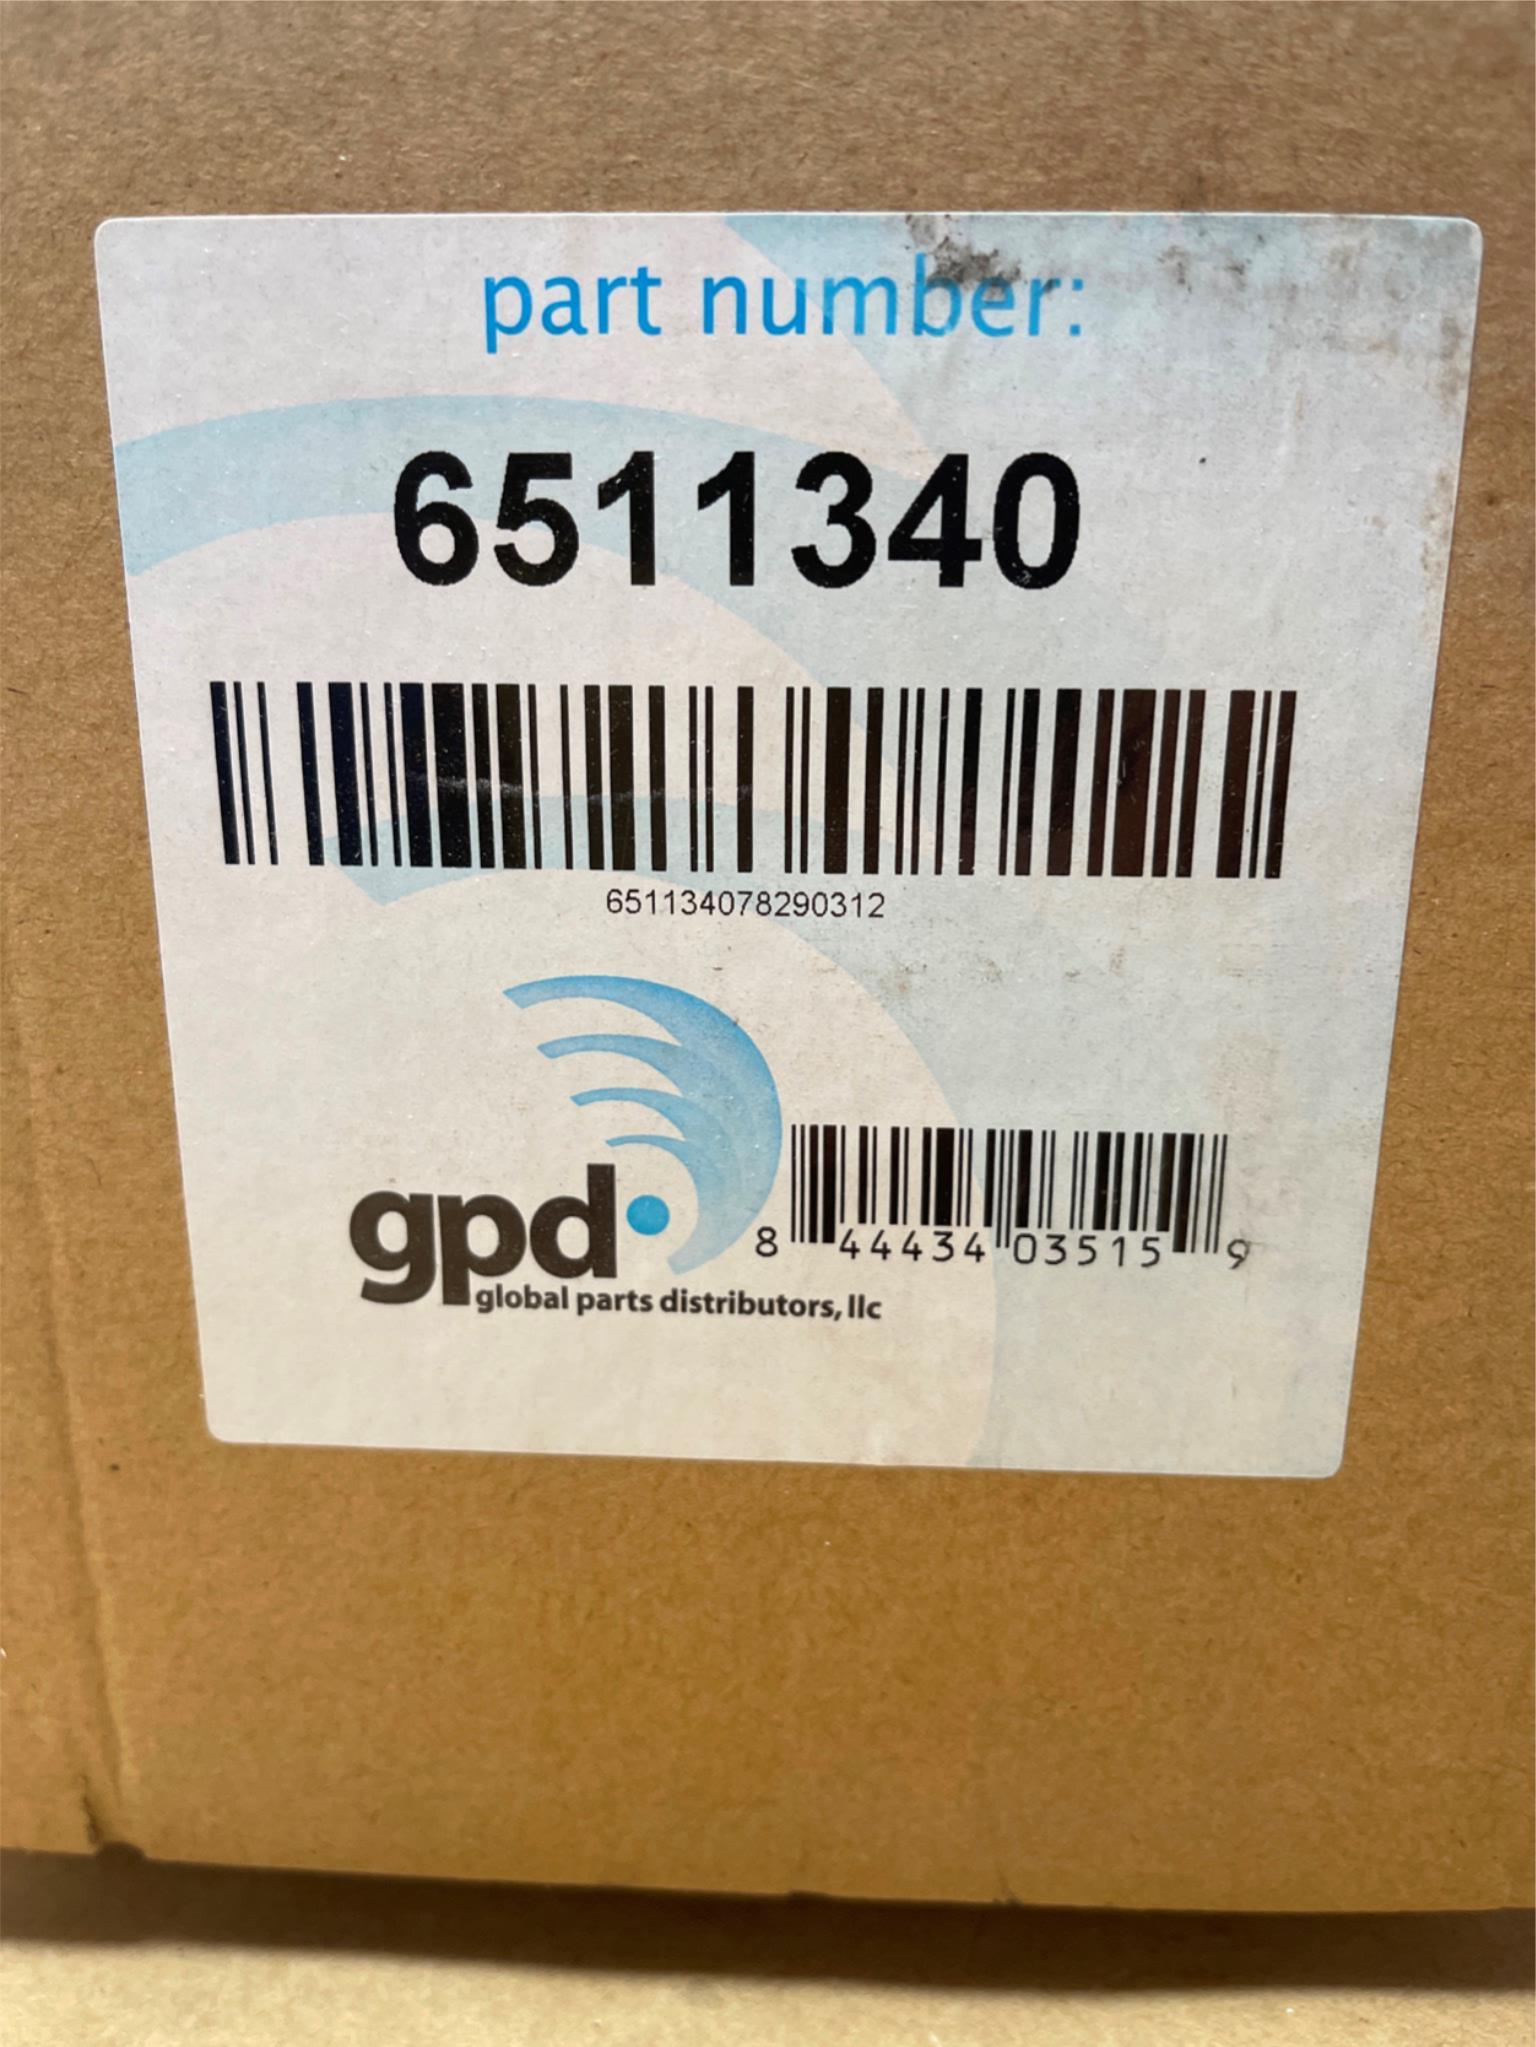 part number:
6511340
651134078290312
gpd
global parts distributors, llc
8 44434 03515 9